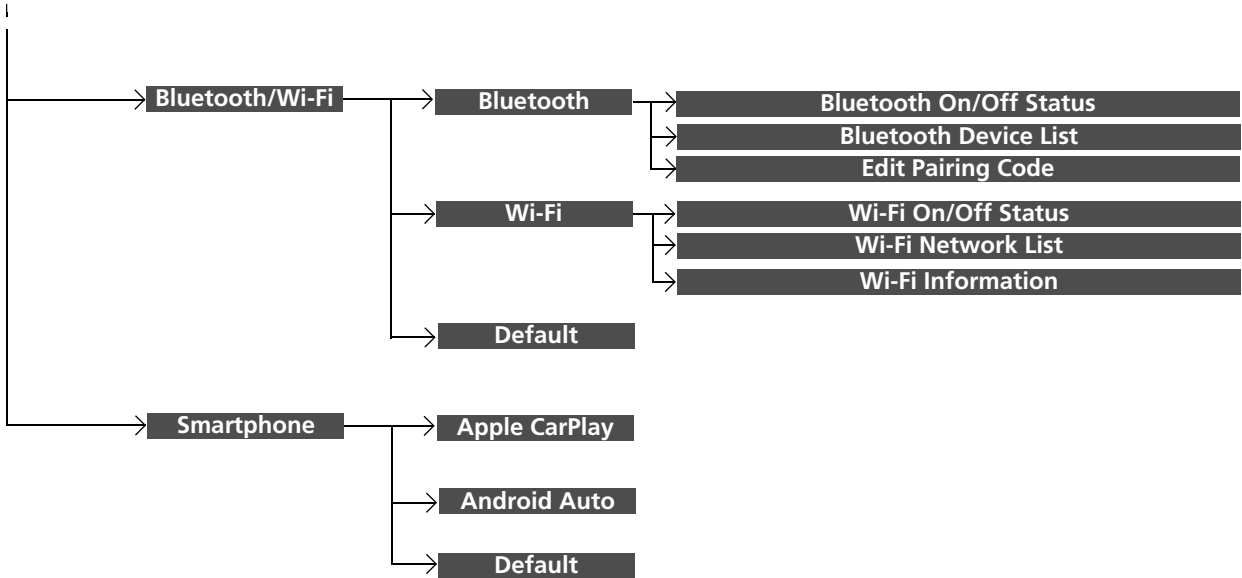 Bluetooth/Wi-Fi
Bluetooth
Bluetooth On/Off Status
Bluetooth Device List
Edit Pairing Code
Wi-Fi
Wi-Fi On/Off Status
Wi-Fi Network List
Wi-Fi Information
Default
Smartphone
Apple CarPlay
Android Auto
Default